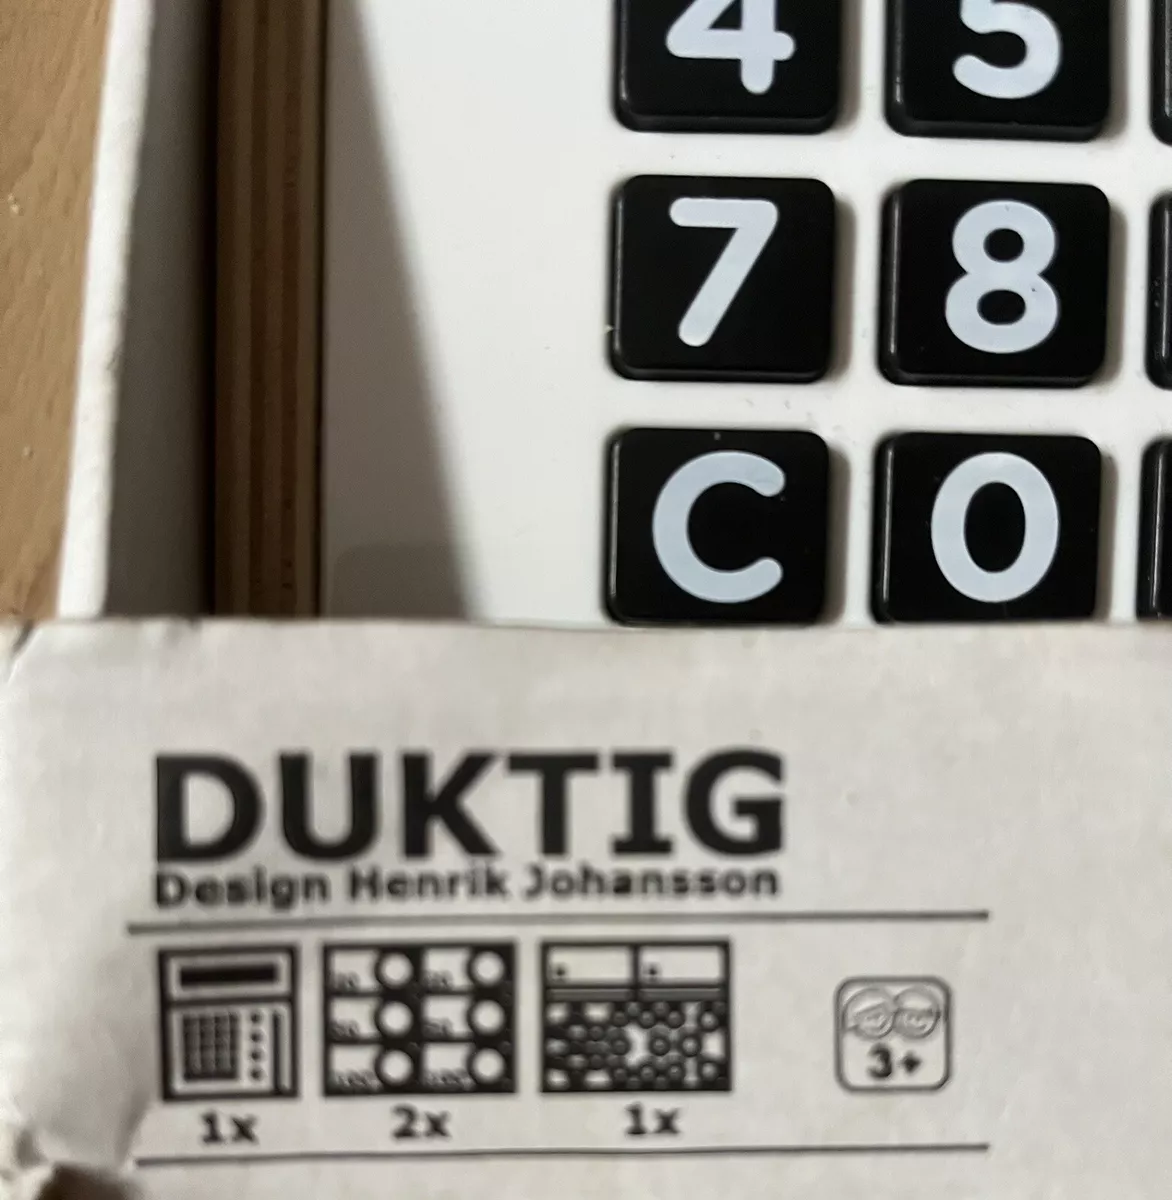 4 5
7 8
C 0
DUKTIG
Design Henrik Johansson
3+
1x 2x 1x